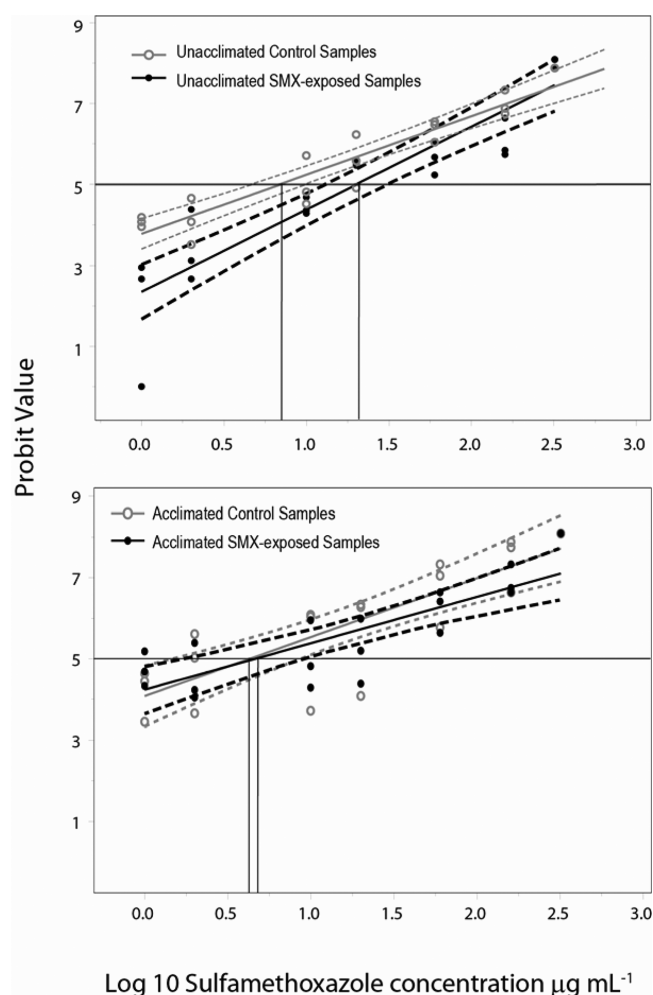 9
Unacclimated Control Samples
Unacclimated SMX-exposed Samples
7
5
3
1
0.0 0.5 1.0 1.5 2.0 2.5 3.0
Probit Value
9
Acclimated Control Samples
Acclimated SMX-exposed Samples
7
5
3
1
0.0 0.5 1.0 1.5 2.0 2.5 3.0
Log 10 Sulfamethoxazole concentration μg mL⁻¹